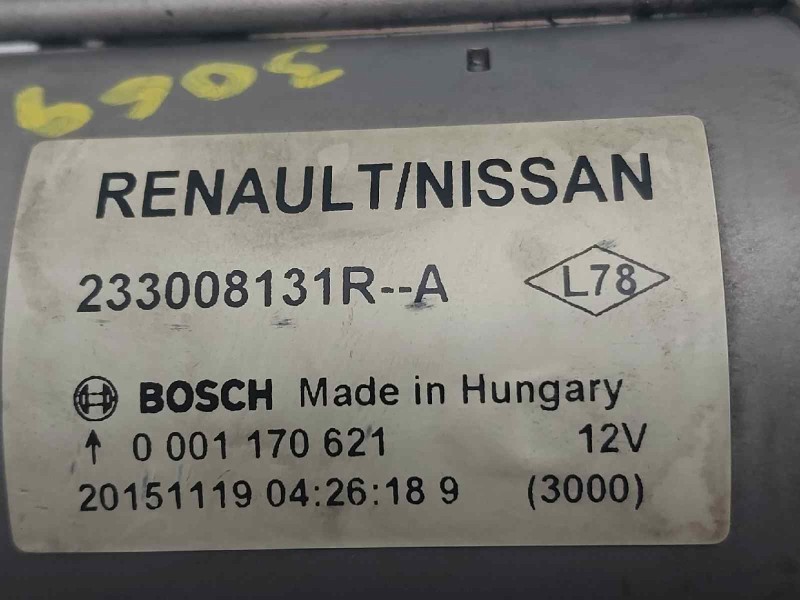 RENAULT/NISSAN
233008131R--A
L78
BOSCH Made in Hungary
↑ 0 001 170 621 12V
20151119 04:26:18 9 (3000)